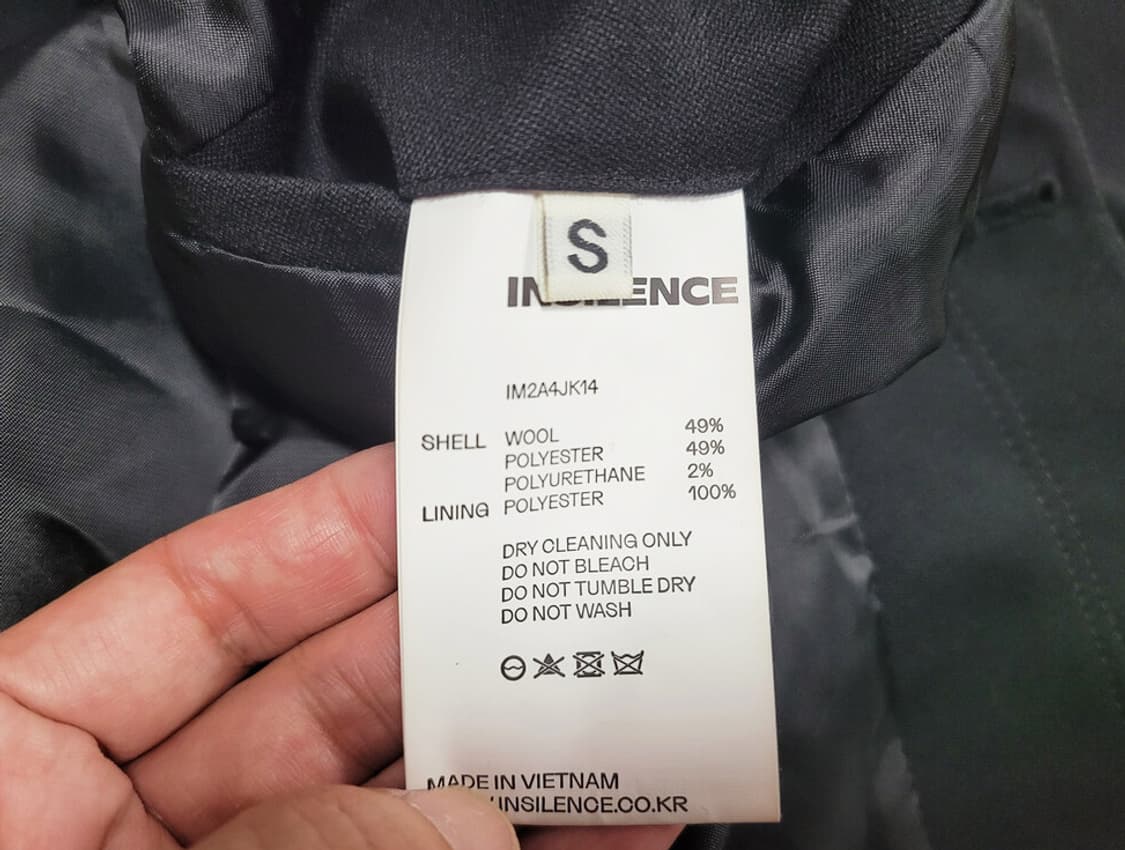 S
INSILENCE
IM2A4JK14
SHELL WOOL 49%
POLYESTER 49%
POLYURETHANE 2%
LINING POLYESTER 100%
DRY CLEANING ONLY
DO NOT BLEACH
DO NOT TUMBLE DRY
DO NOT WASH
MADE IN VIETNAM
INSILENCE.CO.KR